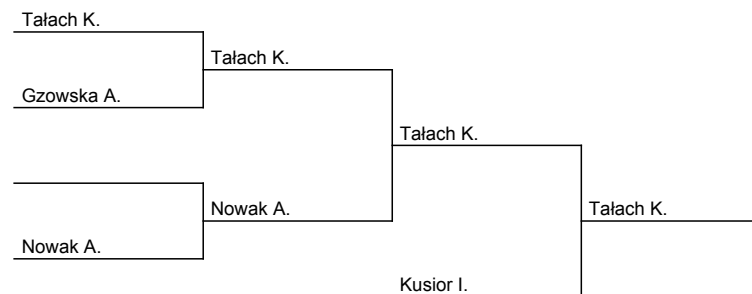 Tałach K.
Tałach K.
Gzowska A.
Tałach K.
Nowak A.
Tałach K.
Nowak A.
Kusior I.